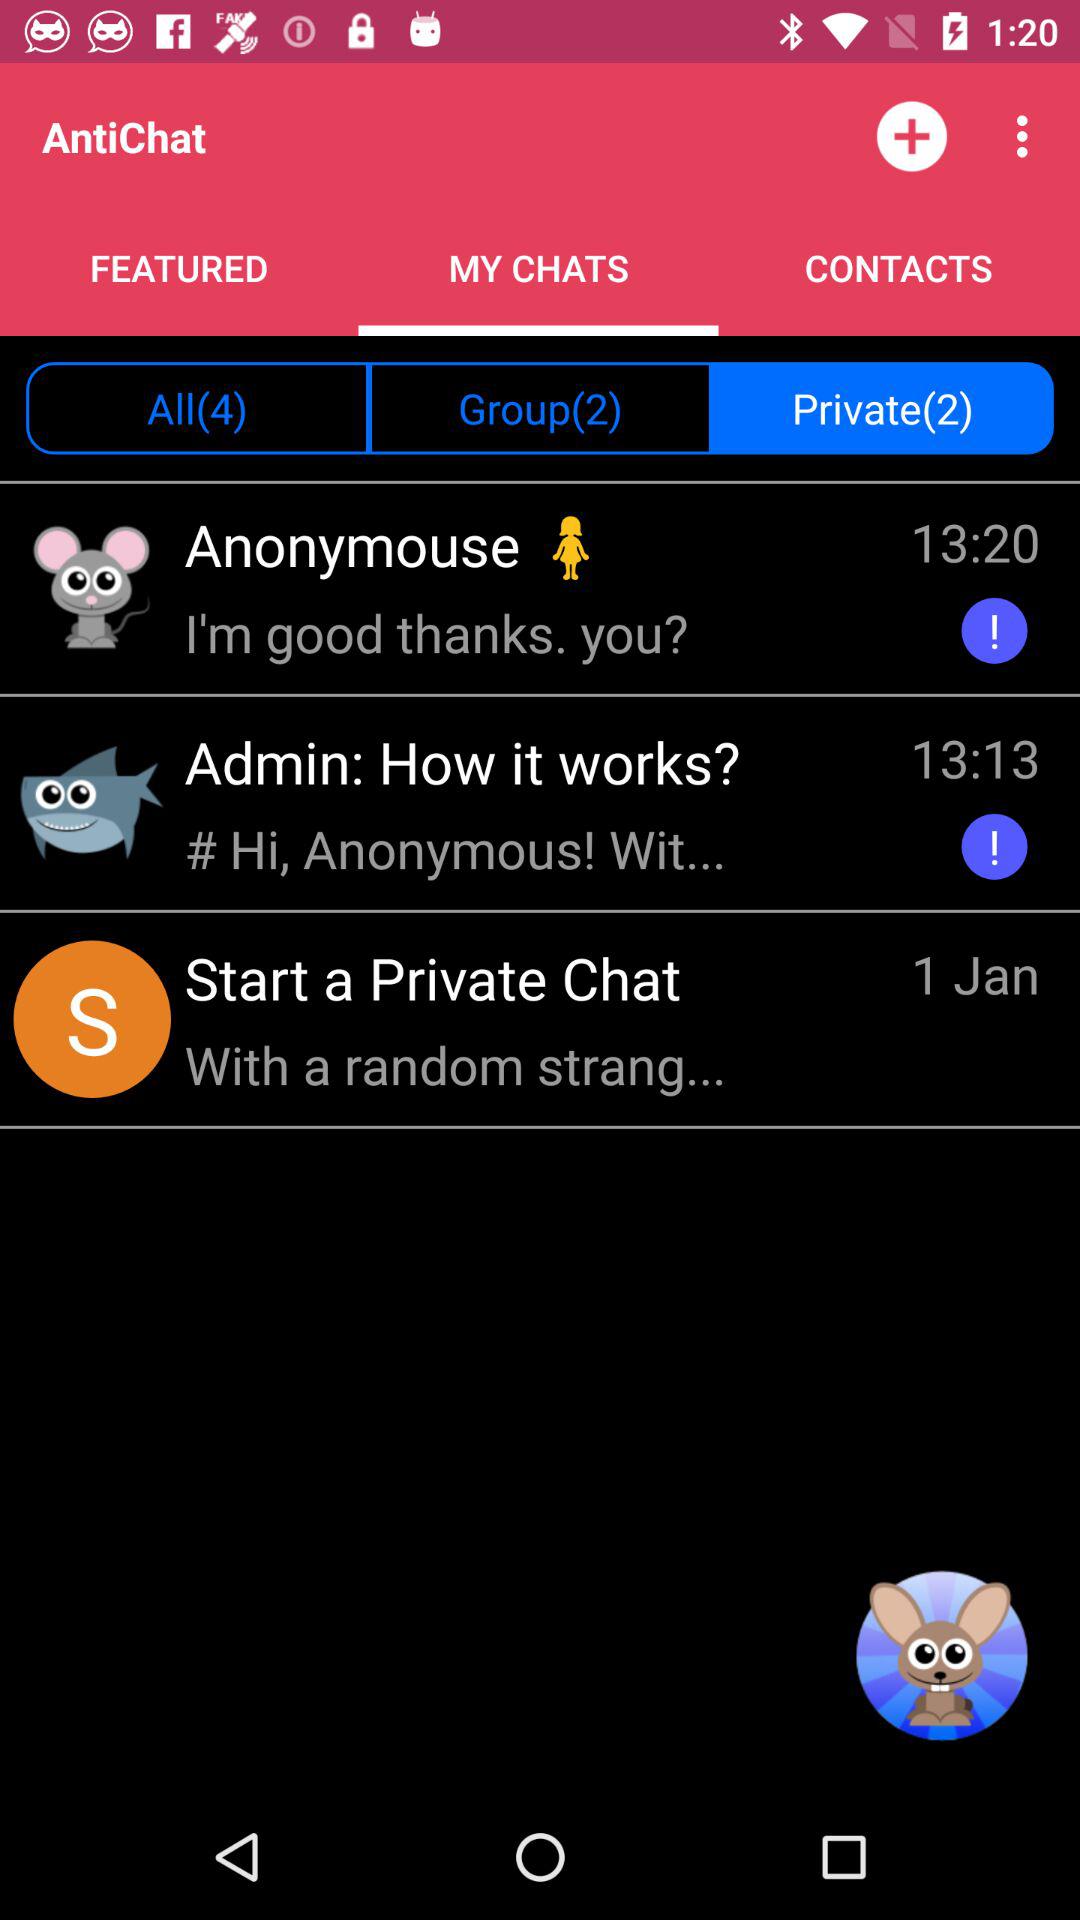 FAKE 1:20
AntiChat
FEATURED MY CHATS CONTACTS
All(4) Group(2) Private(2)
Anonymouse 13:20
I'm good thanks. you? !
Admin: How it works? 13:13
# Hi, Anonymous! Wit... !
S Start a Private Chat 1 Jan
With a random strang...